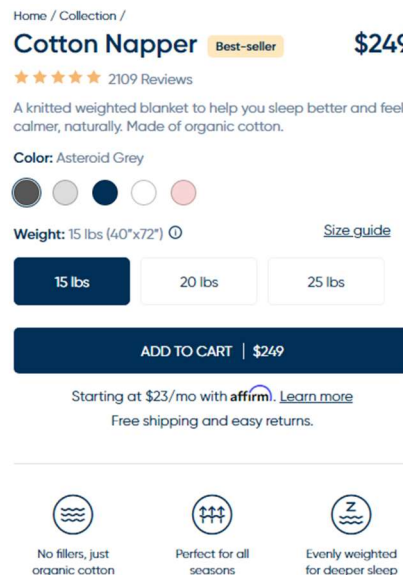 Home / Collection /
Cotton Napper Best-seller $249
2109 Reviews
A knitted weighted blanket to help you sleep better and feel
calmer, naturally. Made of organic cotton.
Color: Asteroid Grey
Weight: 15 lbs (40"x72") Size guide
15 lbs 20 lbs 25 lbs
ADD TO CART | $249
Starting at $23/mo with affirm. Learn more
Free shipping and easy returns.
No fillers, just
organic cotton
Perfect for all
seasons
Z
Evenly weighted
for deeper sleep